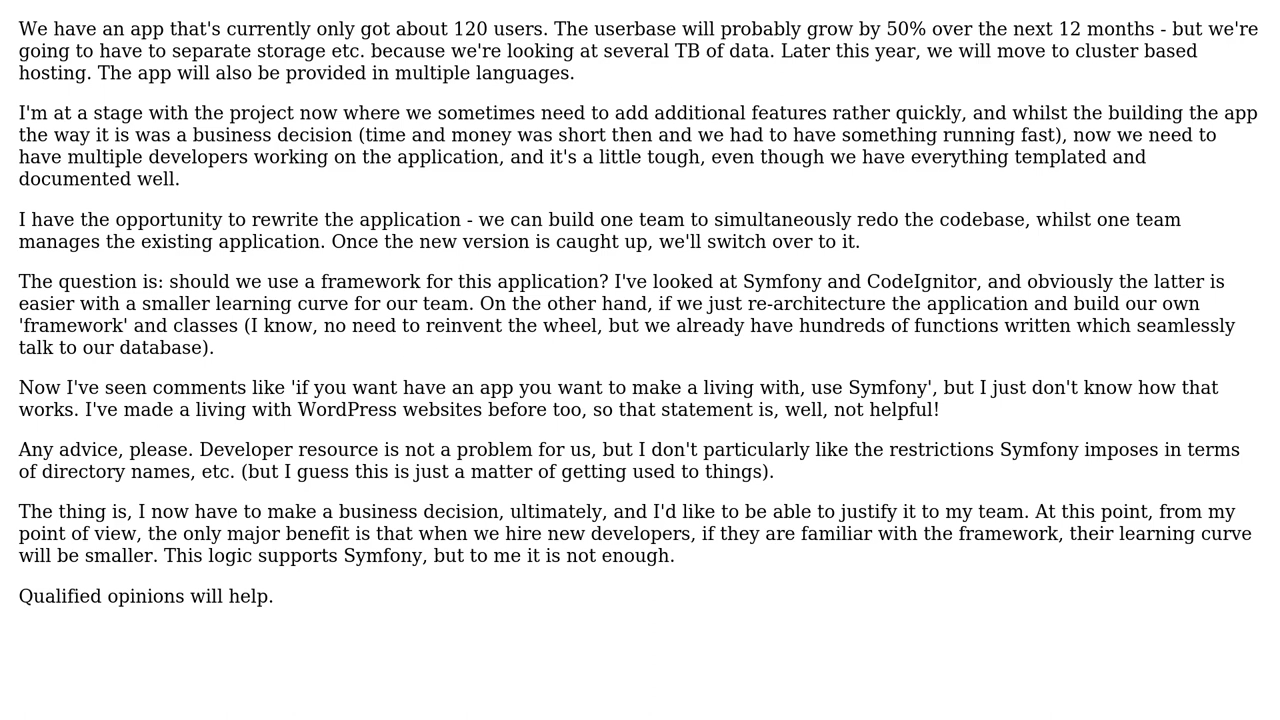 We have an app that's currently only got about 120 users. The userbase will probably grow by 50% over the next 12 months - but we're
going to have to separate storage etc. because we're looking at several TB of data. Later this year, we will move to cluster based
hosting. The app will also be provided in multiple languages.
I'm at a stage with the project now where we sometimes need to add additional features rather quickly, and whilst the building the app
the way it is was a business decision (time and money was short then and we had to have something running fast), now we need to
have multiple developers working on the application, and it's a little tough, even though we have everything templated and
documented well.
I have the opportunity to rewrite the application - we can build one team to simultaneously redo the codebase, whilst one team
manages the existing application. Once the new version is caught up, we'll switch over to it.
The question is: should we use a framework for this application? I've looked at Symfony and CodeIgnitor, and obviously the latter is
easier with a smaller learning curve for our team. On the other hand, if we just re-architecture the application and build our own
'framework' and classes (I know, no need to reinvent the wheel, but we already have hundreds of functions written which seamlessly
talk to our database).
Now I've seen comments like 'if you want have an app you want to make a living with, use Symfony', but I just don't know how that
works. I've made a living with WordPress websites before too, so that statement is, well, not helpful!
Any advice, please. Developer resource is not a problem for us, but I don't particularly like the restrictions Symfony imposes in terms
of directory names, etc. (but I guess this is just a matter of getting used to things).
The thing is, I now have to make a business decision, ultimately, and I'd like to be able to justify it to my team. At this point, from my
point of view, the only major benefit is that when we hire new developers, if they are familiar with the framework, their learning curve
will be smaller. This logic supports Symfony, but to me it is not enough.
Qualified opinions will help.